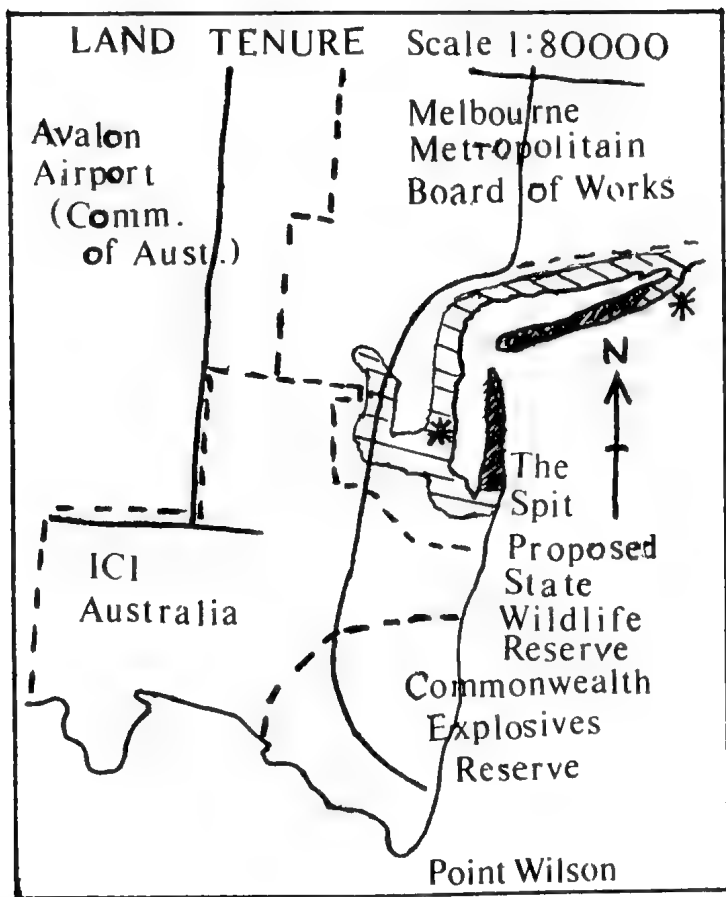 LAND TENURE Scale 1:80000
Avalon
Airport
(Comm.
of Aust.)
Melbourne
Metropolitain
Board of Works
N
The
Spit
Proposed
State
Wildlife
Reserve
ICI
Australia
Commonwealth
Explosives
Reserve
Point Wilson